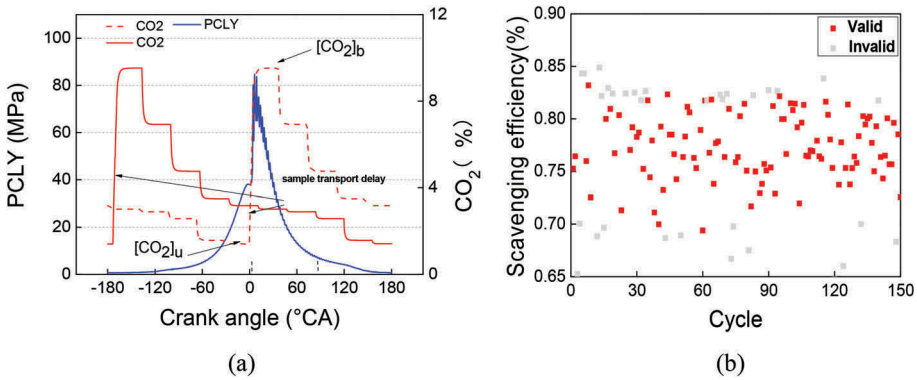 (a)
CO2
PCLY
CO2
12
100
80
60
40
20
0
PCLY (MPa)
8
4
0
CO2( %)
[CO2]b
sample transport delay
[CO2]u
-180
-120
-60
0
60
120
180
Crank angle (°CA)
(a)
(b)
Valid
Invalid
0.90
0.85
0.80
0.75
0.70
0.65
Scavenging efficiency(%)
0
30
60
90
120
150
Cycle
(b)